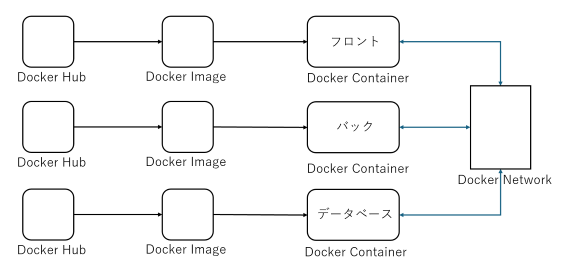 フロント
Docker Hub
Docker Image
Docker Container
バック
Docker Hub
Docker Image
Docker Container
Docker Network
データベース
Docker Hub
Docker Image
Docker Container